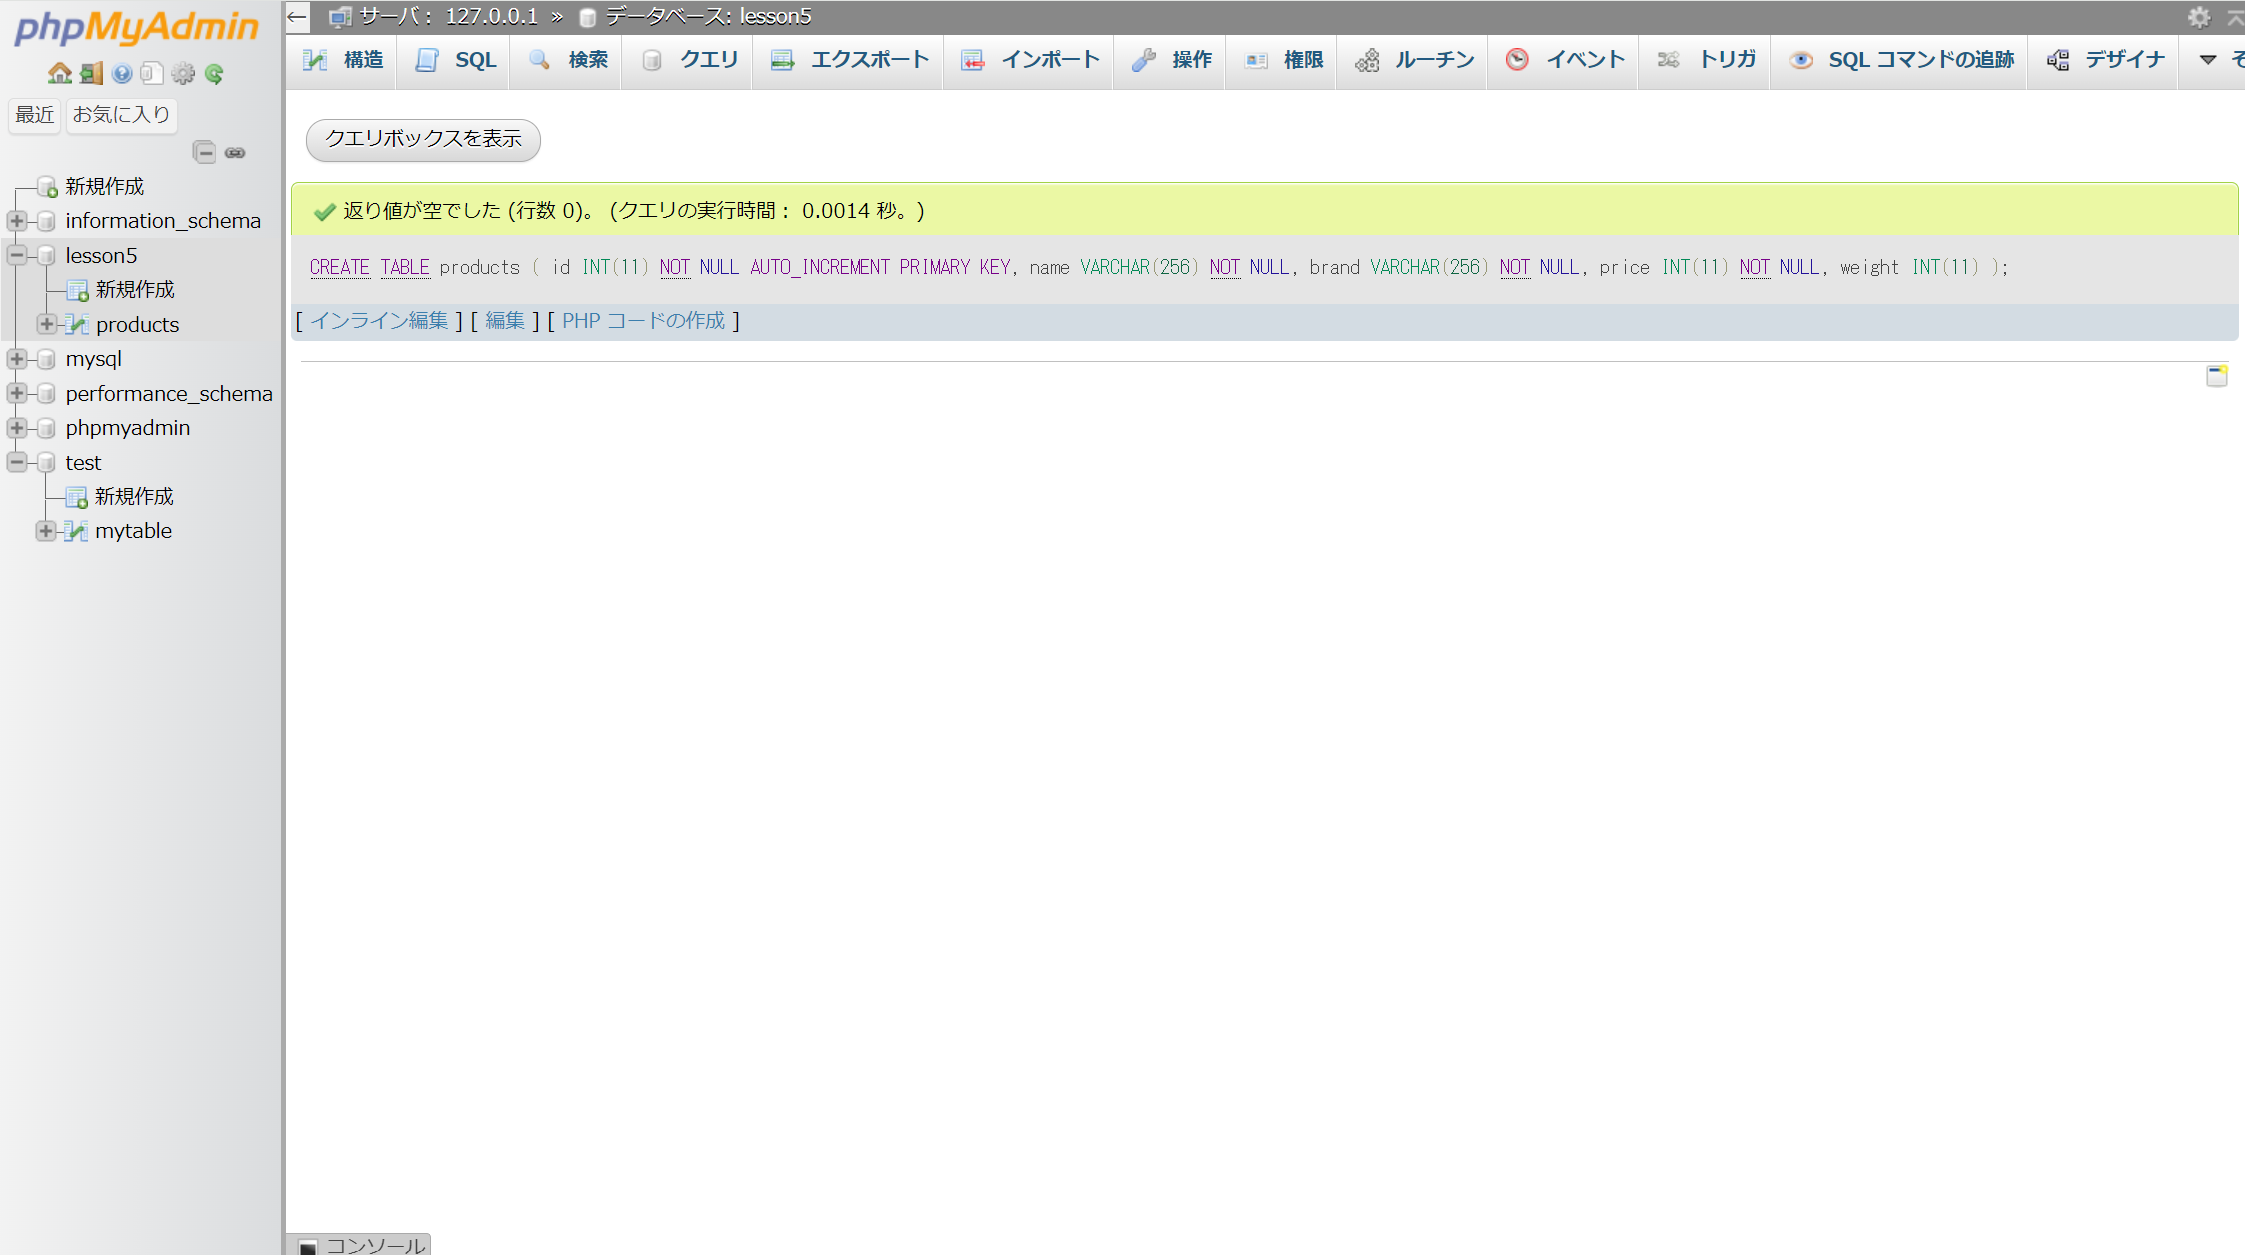 phpMyAdmin
最近 お気に入り
新規作成
information_schema
lesson5
新規作成
products
mysql
performance_schema
phpmyadmin
test
新規作成
mytable
サーバ： 127.0.0.1 » データベース: lesson5
構造 SQL 検索 クエリ エクスポート インポート 操作 権限 ルーチン イベント トリガ SQL コマンドの追跡 デザイナ そ
クエリボックスを表示
返り値が空でした (行数 0)。 (クエリの実行時間： 0.0014 秒。)
CREATE TABLE products ( id INT(11) NOT NULL AUTO_INCREMENT PRIMARY KEY, name VARCHAR(256) NOT NULL, brand VARCHAR(256) NOT NULL, price INT(11) NOT NULL, weight INT(11) );
[ インライン編集 ] [ 編集 ] [ PHP コードの作成 ]
コンソール